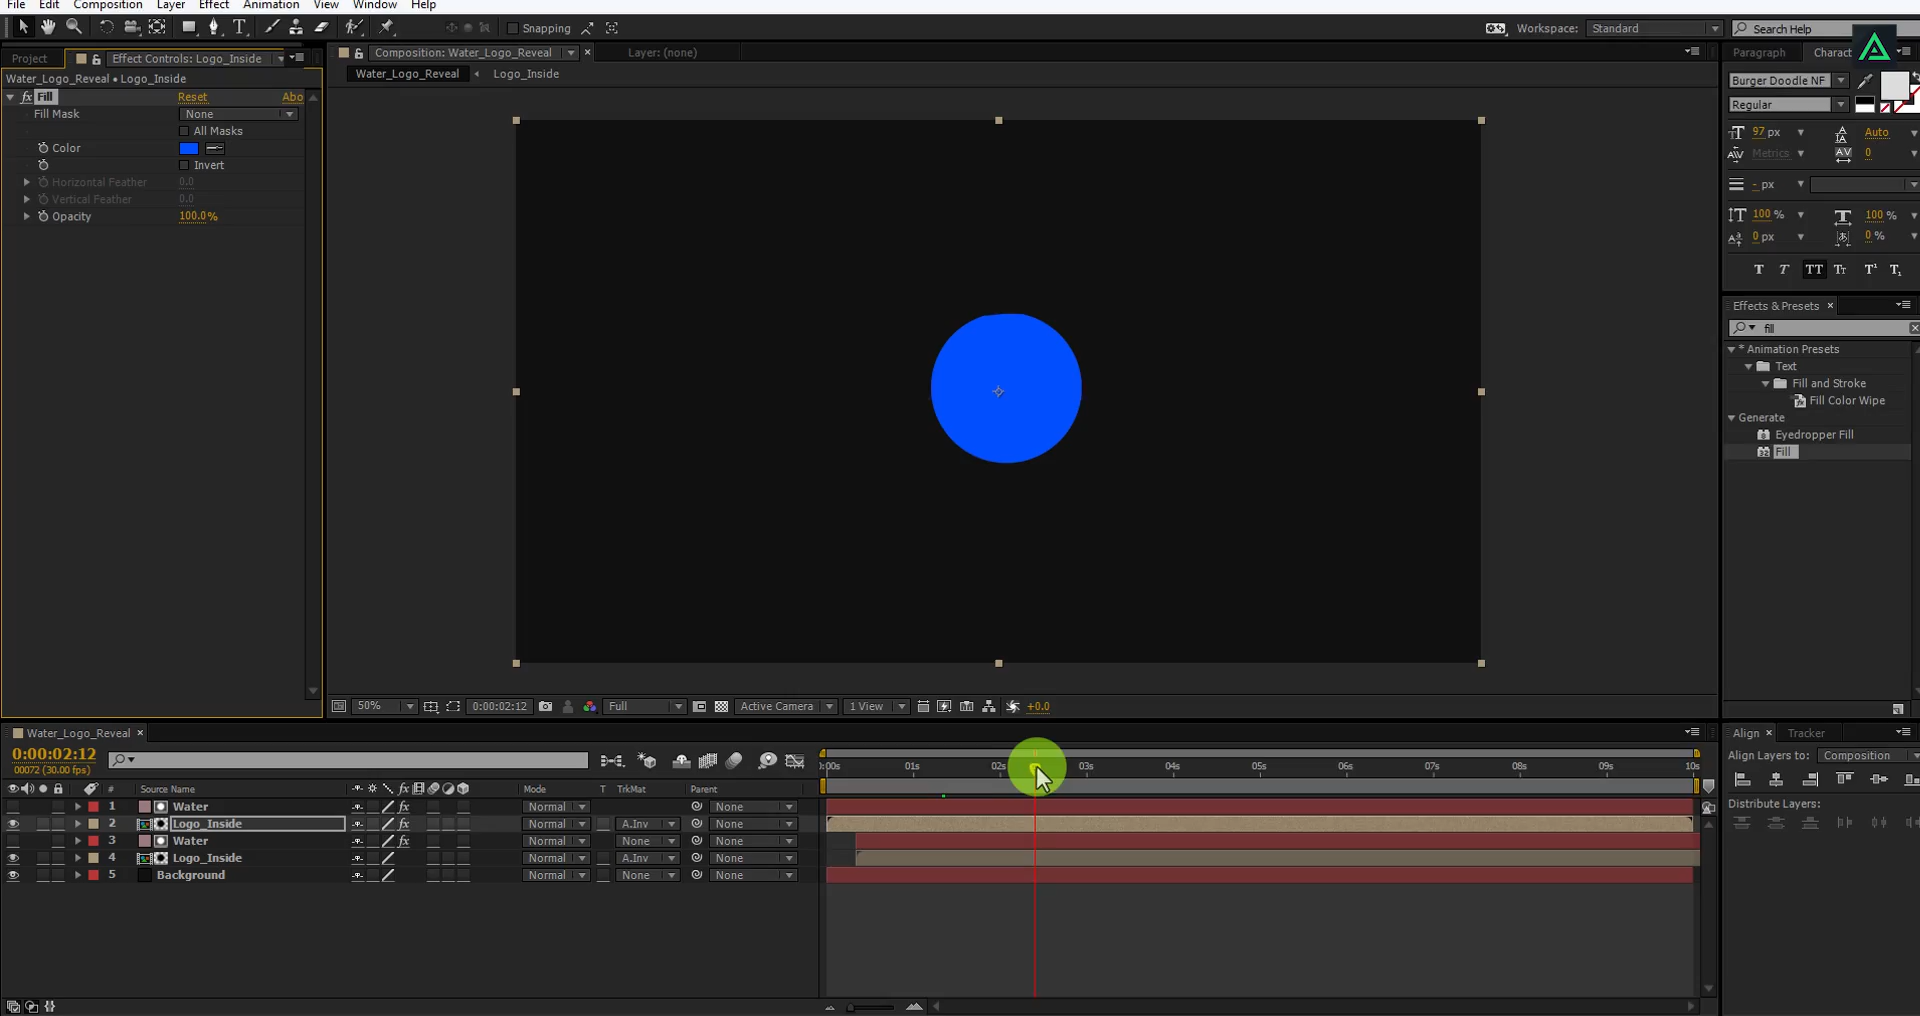 File Edit Composition Layer Effect Animation View Window Help
Snapping Workspace: Standard Search Help
Project Effect Controls: Logo_Inside Composition: Water_Logo_Reveal Layer: (none) Paragraph Charact
Water_Logo_Reveal • Logo_Inside Water_Logo_Reveal Logo_Inside
fx Fill Reset Abo Burger Doodle NF
Fill Mask None Regular
All Masks 97 px Auto
Color Metrics 0
Invert
Horizontal Feather 0.0 - px
Vertical Feather 0.0
Opacity 100.0% 100 % 100 %
0 px 0 %
T T TT Tt T¹ T₁
Effects & Presets
fill
* Animation Presets
Text
Fill and Stroke
Fill Color Wipe
Generate
Eyedropper Fill
Fill
50% 0:00:02:12 Full Active Camera 1 View +0.0
Water_Logo_Reveal Align Tracker
0:00:02:12 Align Layers to: Composition
00072 (30.00 fps) :00s 01s 02s 03s 04s 05s 06s 07s 08s 09s 10s
# Source Name Mode T TrkMat Parent
1 Water fx Normal None Distribute Layers:
2 Logo_Inside Normal A.Inv None
3 Water fx Normal None None
4 Logo_Inside Normal A.Inv None
5 Background Normal None None